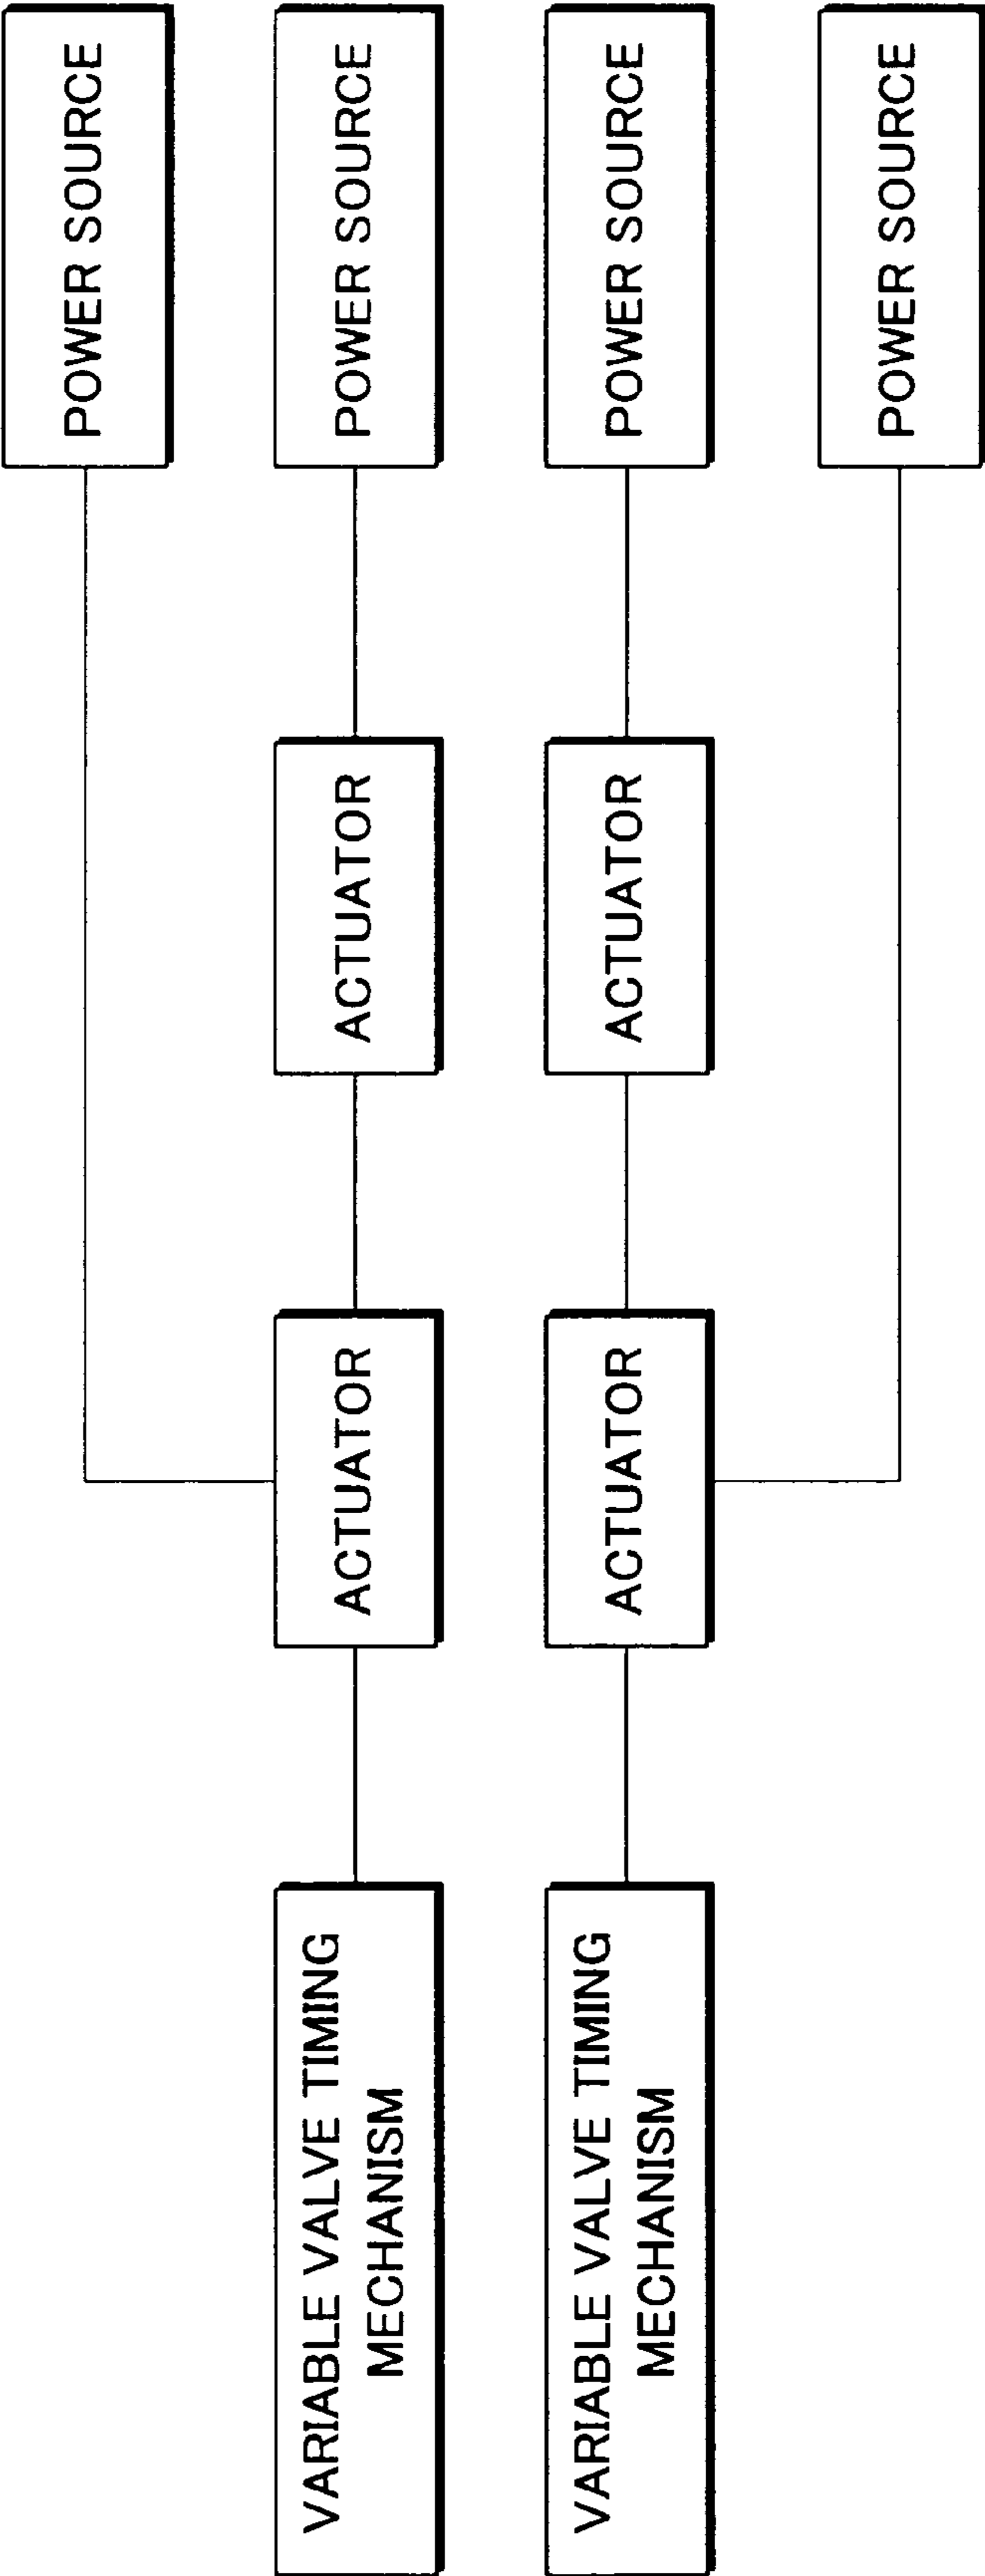 POWER SOURCE
VARIABLE VALVE TIMING
MECHANISM
ACTUATOR
ACTUATOR
POWER SOURCE
VARIABLE VALVE TIMING
MECHANISM
ACTUATOR
ACTUATOR
POWER SOURCE
POWER SOURCE